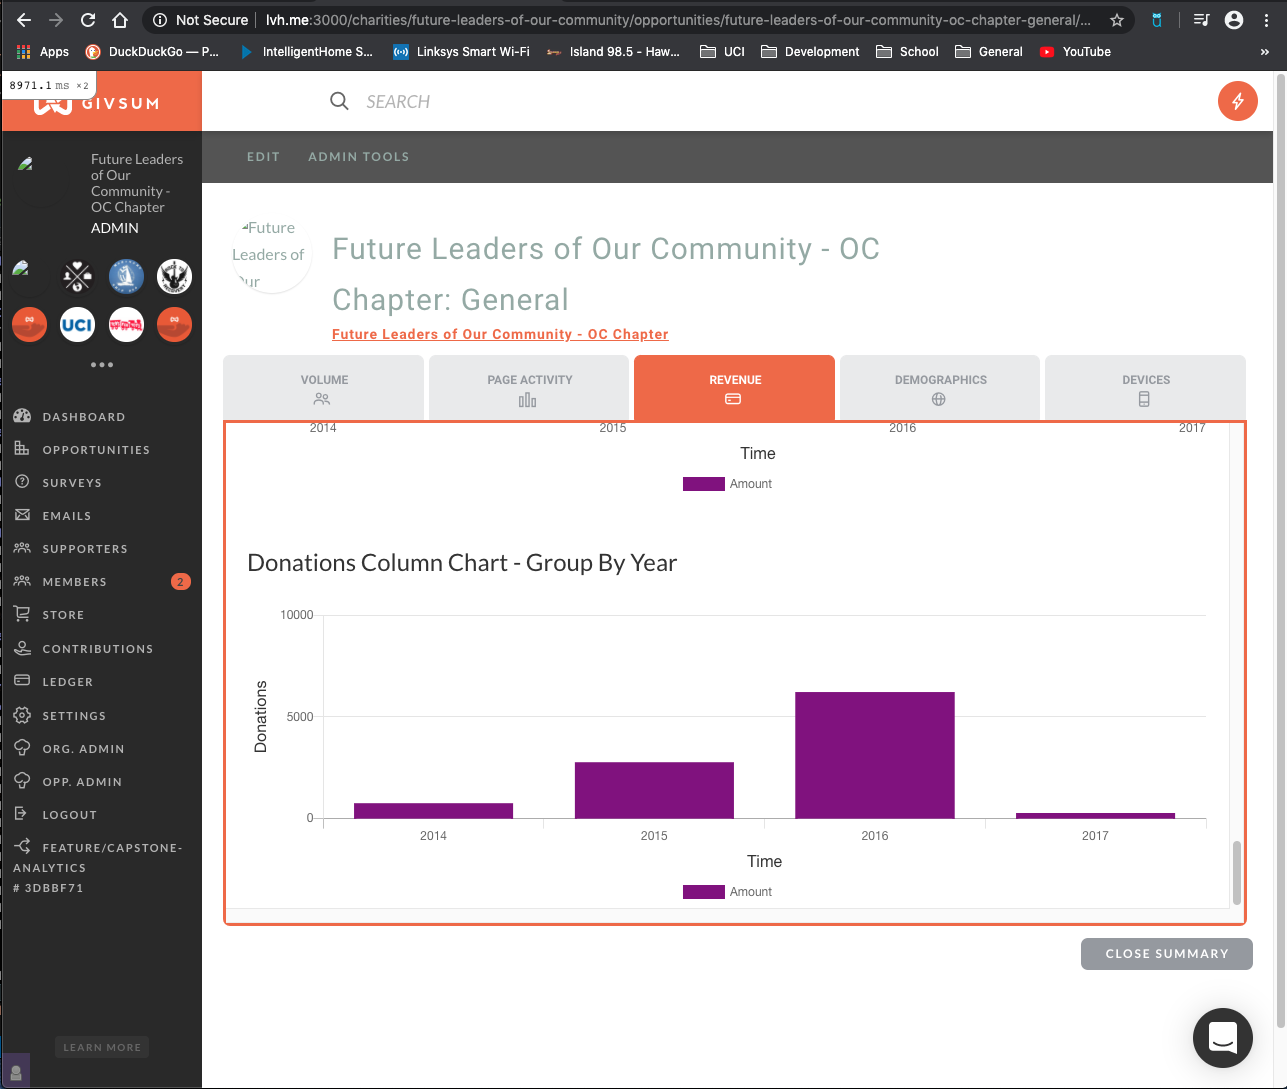 Not Secure | lvh.me:3000/charities/future-leaders-of-our-community/opportunities/future-leaders-of-our-community-oc-chapter-general/...
Apps DuckDuckGo — P... IntelligentHome S... Linksys Smart Wi-Fi Island 98.5 - Haw... UCI Development School General YouTube »
8971.1 ms ×2
GIVSUM
SEARCH
EDIT ADMIN TOOLS
Future Leaders
of Our
Community -
OC Chapter
ADMIN
UCI
DASHBOARD
OPPORTUNITIES
SURVEYS
EMAILS
SUPPORTERS
MEMBERS 2
STORE
CONTRIBUTIONS
LEDGER
SETTINGS
ORG. ADMIN
OPP. ADMIN
LOGOUT
FEATURE/CAPSTONE-
ANALYTICS
# 3DBBF71
LEARN MORE
Future
Leaders of
Our
Future Leaders of Our Community - OC
Chapter: General
Future Leaders of Our Community - OC Chapter
VOLUME PAGE ACTIVITY REVENUE DEMOGRAPHICS DEVICES
2014 2015 2016 2017
Time
Amount
Donations Column Chart - Group By Year
10000
5000
0
Donations
2014 2015 2016 2017
Time
Amount
CLOSE SUMMARY